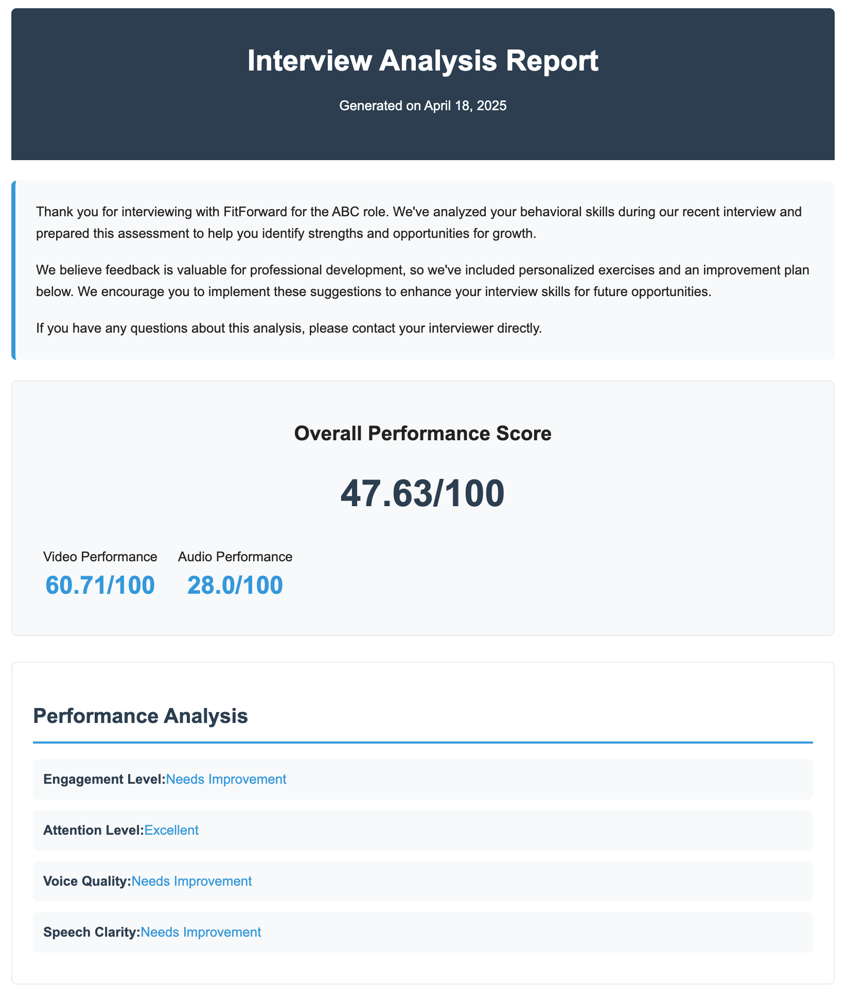 Interview Analysis Report
Generated on April 18, 2025
Thank you for interviewing with FitForward for the ABC role. We've analyzed your behavioral skills during our recent interview and
prepared this assessment to help you identify strengths and opportunities for growth.
We believe feedback is valuable for professional development, so we've included personalized exercises and an improvement plan
below. We encourage you to implement these suggestions to enhance your interview skills for future opportunities.
If you have any questions about this analysis, please contact your interviewer directly.
Overall Performance Score
47.63/100
Video Performance
60.71/100
Audio Performance
28.0/100
Performance Analysis
Engagement Level:Needs Improvement
Attention Level:Excellent
Voice Quality:Needs Improvement
Speech Clarity:Needs Improvement